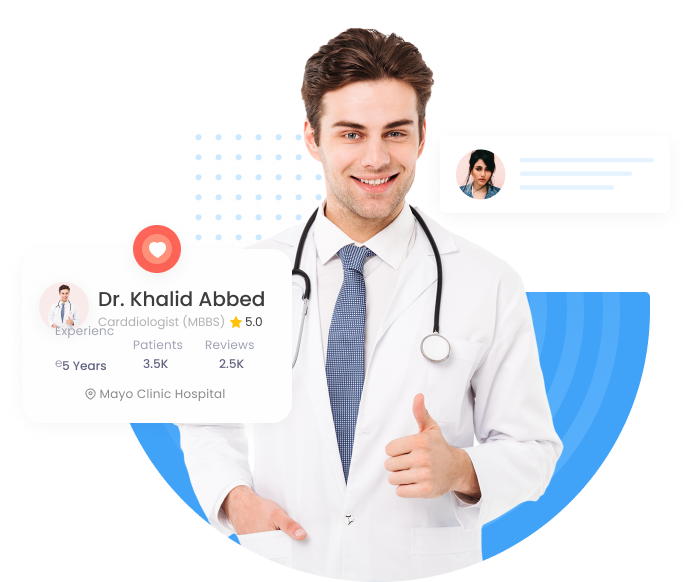 Dr. Khalid Abbed
Carddiologist (MBBS) 5.0
Experienc
e
Patients Reviews
5 Years 3.5K 2.5K
Mayo Clinic Hospital